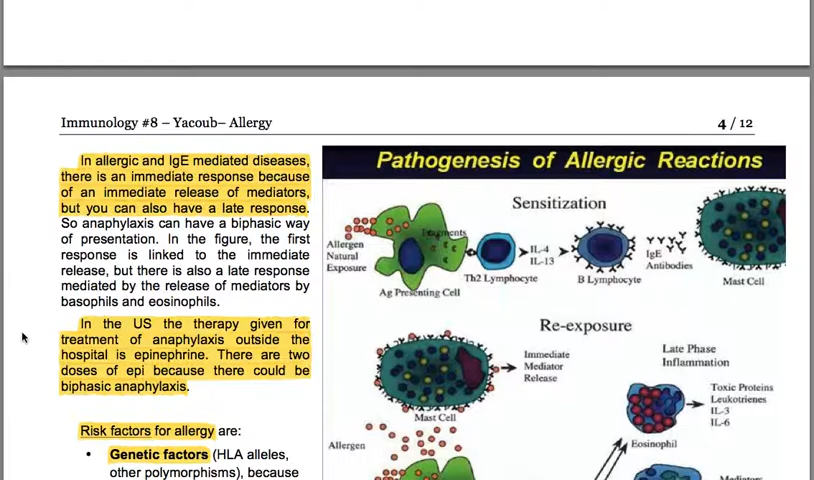 Immunology #8 – Yacoub– Allergy
4 / 12
In allergic and IgE mediated diseases,
there is an immediate response because
of an immediate release of mediators,
but you can also have a late response.
So anaphylaxis can have a biphasic way
of presentation. In the figure, the first
response is linked to the immediate
release, but there is also a late response
mediated by the release of mediators by
basophils and eosinophils.
In the US the therapy given for
treatment of anaphylaxis outside the
hospital is epinephrine. There are two
doses of epi because there could be
biphasic anaphylaxis.
Risk factors for allergy are:
• Genetic factors (HLA alleles,
other polymorphisms), because
Pathogenesis of Allergic Reactions
Sensitization
Fragments
Allergen
Natural
Exposure
Ag Presenting Cell
Th2 Lymphocyte
IL-4
IL-13
B Lymphocyte
IgE
Antibodies
Mast Cell
Re-exposure
Immediate
Mediator
Release
Mast Cell
Late Phase
Inflammation
Toxic Proteins
Leukotrienes
IL-3
IL-6
Eosinophil
Allergen
Mediators